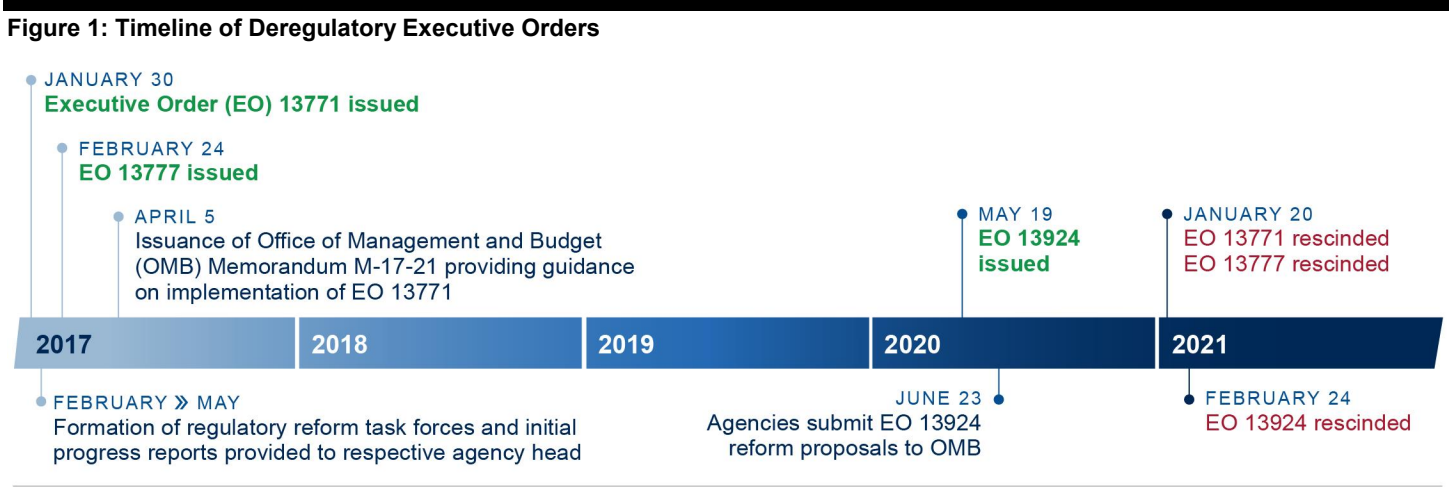 Figure 1: Timeline of Deregulatory Executive Orders
JANUARY 30
Executive Order (EO) 13771 issued
FEBRUARY 24
EO 13777 issued
APRIL 5
Issuance of Office of Management and Budget
(OMB) Memorandum M-17-21 providing guidance
on implementation of EO 13771
MAY 19
EO 13924
issued
JANUARY 20
EO 13771 rescinded
EO 13777 rescinded
2017
2018
2019
2020
2021
FEBRUARY » MAY
Formation of regulatory reform task forces and initial
progress reports provided to respective agency head
JUNE 23
Agencies submit EO 13924
reform proposals to OMB
FEBRUARY 24
EO 13924 rescinded